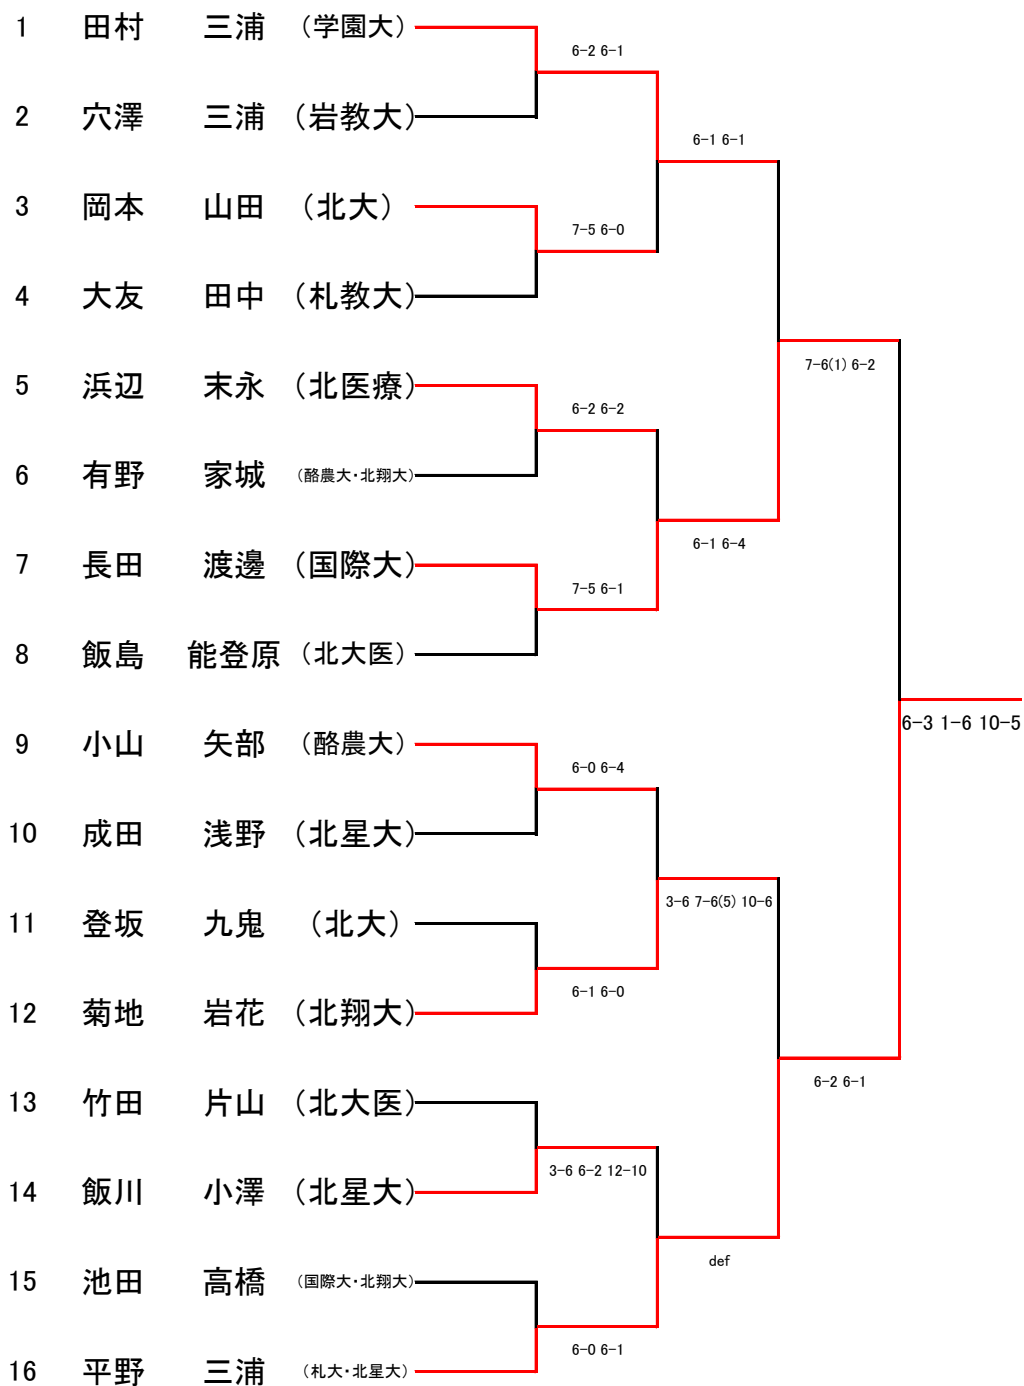 1 田村 三浦 (学園大)
6-2 6-1
2 穴澤 三浦 (岩教大)
6-1 6-1
3 岡本 山田 (北大)
7-5 6-0
4 大友 田中 (札教大)
7-6(1) 6-2
5 浜辺 末永 (北医療)
6-2 6-2
6 有野 家城 (酪農大・北翔大)
6-1 6-4
7 長田 渡邊 (国際大)
7-5 6-1
8 飯島 能登原 (北大医)
6-3 1-6 10-5
9 小山 矢部 (酪農大)
6-0 6-4
10 成田 浅野 (北星大)
3-6 7-6(5) 10-6
11 登坂 九鬼 (北大)
6-1 6-0
12 菊地 岩花 (北翔大)
6-2 6-1
13 竹田 片山 (北大医)
3-6 6-2 12-10
14 飯川 小澤 (北星大)
def
15 池田 高橋 (国際大・北翔大)
6-0 6-1
16 平野 三浦 (札大・北星大)